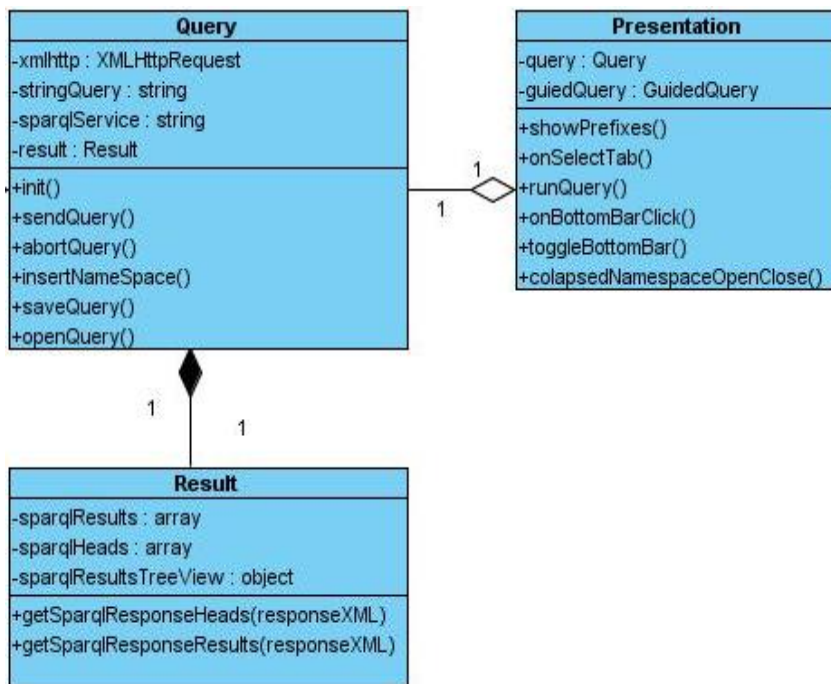 Query
-xmlhttp : XMLHttpRequest
-stringQuery : string
-sparqlService : string
-result : Result
+init()
+sendQuery()
+abortQuery()
+insertNameSpace()
+saveQuery()
+openQuery()
Presentation
-query : Query
-guiedQuery : GuidedQuery
+showPrefixes()
+onSelectTab()
+runQuery()
+onBottomBarClick()
+toggleBottomBar()
+colapsedNamespaceOpenClose()
1
1
1
1
Result
-sparqlResults : array
-sparqlHeads : array
-sparqlResultsTreeView : object
+getSparqlResponseHeads(responseXML)
+getSparqlResponseResults(responseXML)